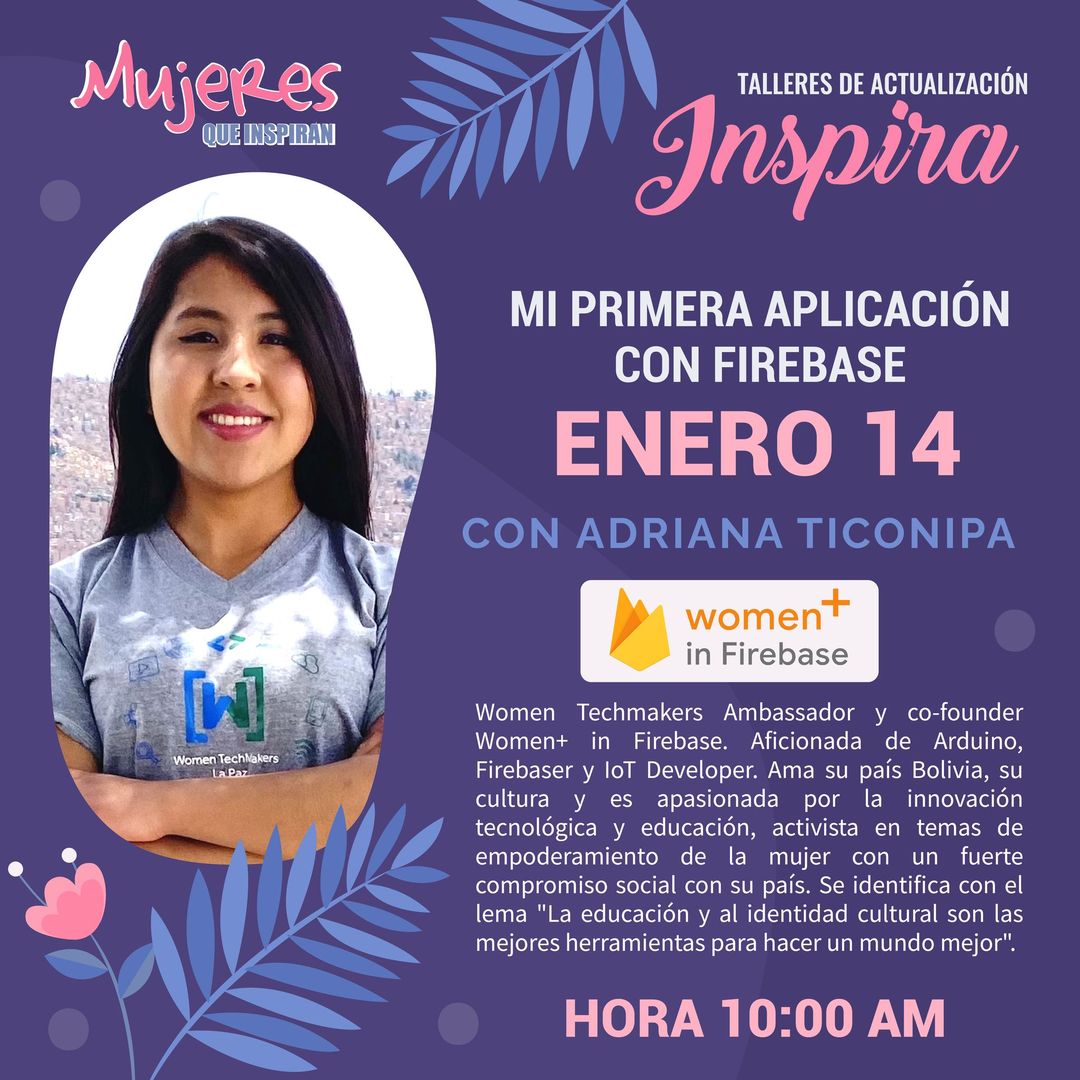 MujeRes
QUE INSPIRAN
TALLERES DE ACTUALIZACIÓN
Inspira
MI PRIMERA APLICACIÓN
CON FIREBASE
ENERO 14
CON ADRIANA TICONIPA
women+
in Firebase
Women Techmakers Ambassador y co-founder
Women+ in Firebase. Aficionada de Arduino,
Firebaser y IoT Developer. Ama su país Bolivia, su
cultura y es apasionada por la innovación
tecnológica y educación, activista en temas de
empoderamiento de la mujer con un fuerte
compromiso social con su país. Se identifica con el
lema "La educación y al identidad cultural son las
mejores herramientas para hacer un mundo mejor".
HORA 10:00 AM
[W]
Women TechMakers
La Paz